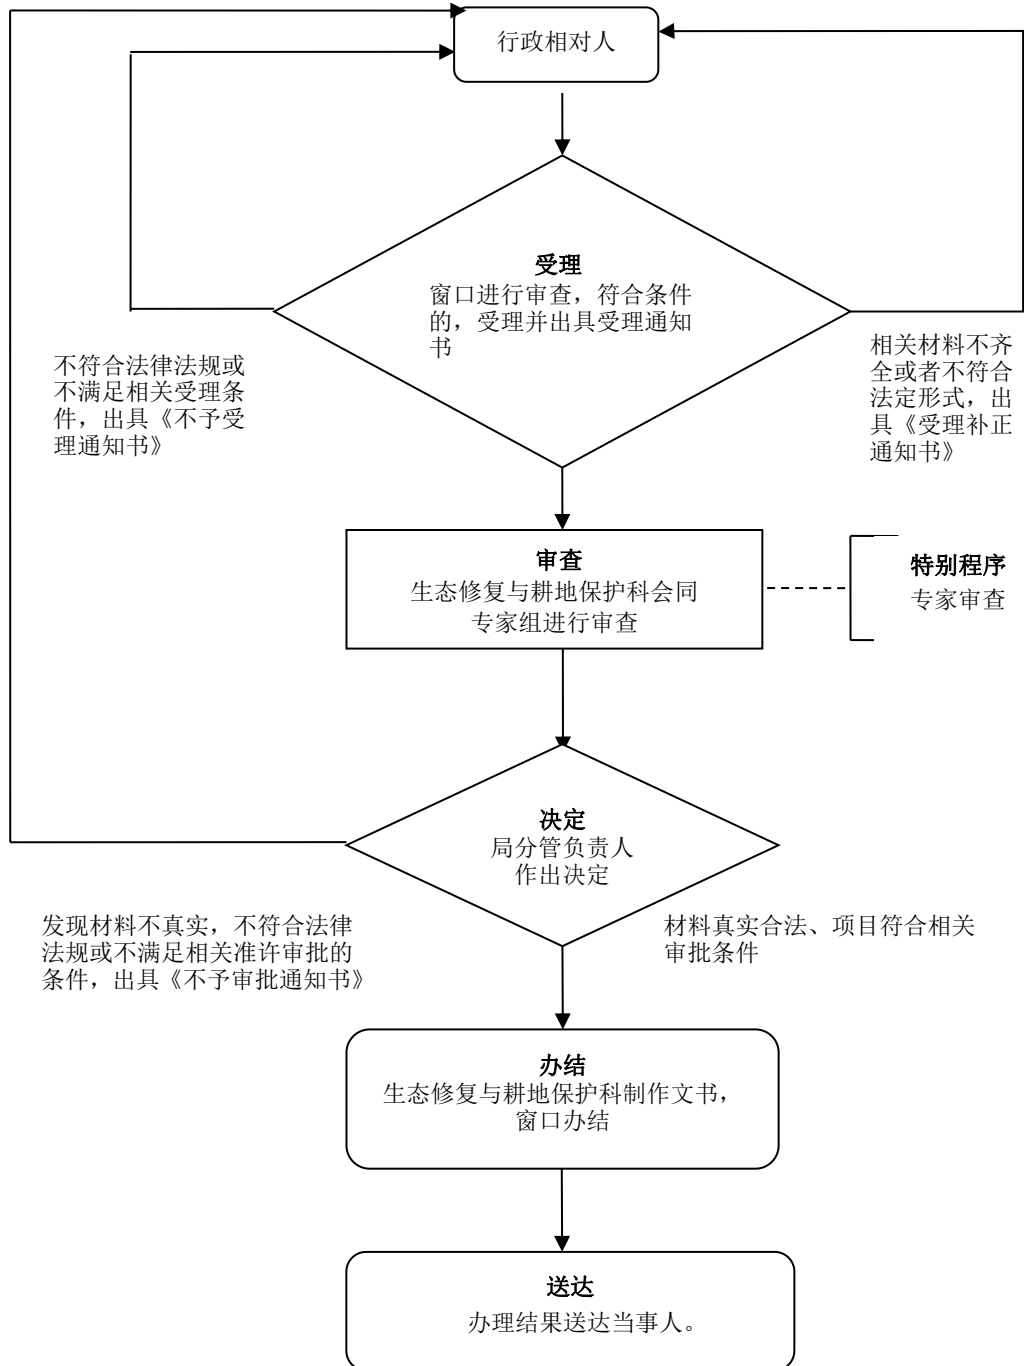 行政相对人
受理
窗口进行审查，符合条件
的，受理并出具受理通知
书
不符合法律法规或
不满足相关受理条
件，出具《不予受
理通知书》
相关材料不齐
全或者不符合
法定形式，出
具《受理补正
通知书》
审查
生态修复与耕地保护科会同
专家组进行审查
特别程序
专家审查
决定
局分管负责人
作出决定
发现材料不真实，不符合法律
法规或不满足相关准许审批的
条件，出具《不予审批通知书》
材料真实合法、项目符合相关
审批条件
办结
生态修复与耕地保护科制作文书，
窗口办结
送达
办理结果送达当事人。